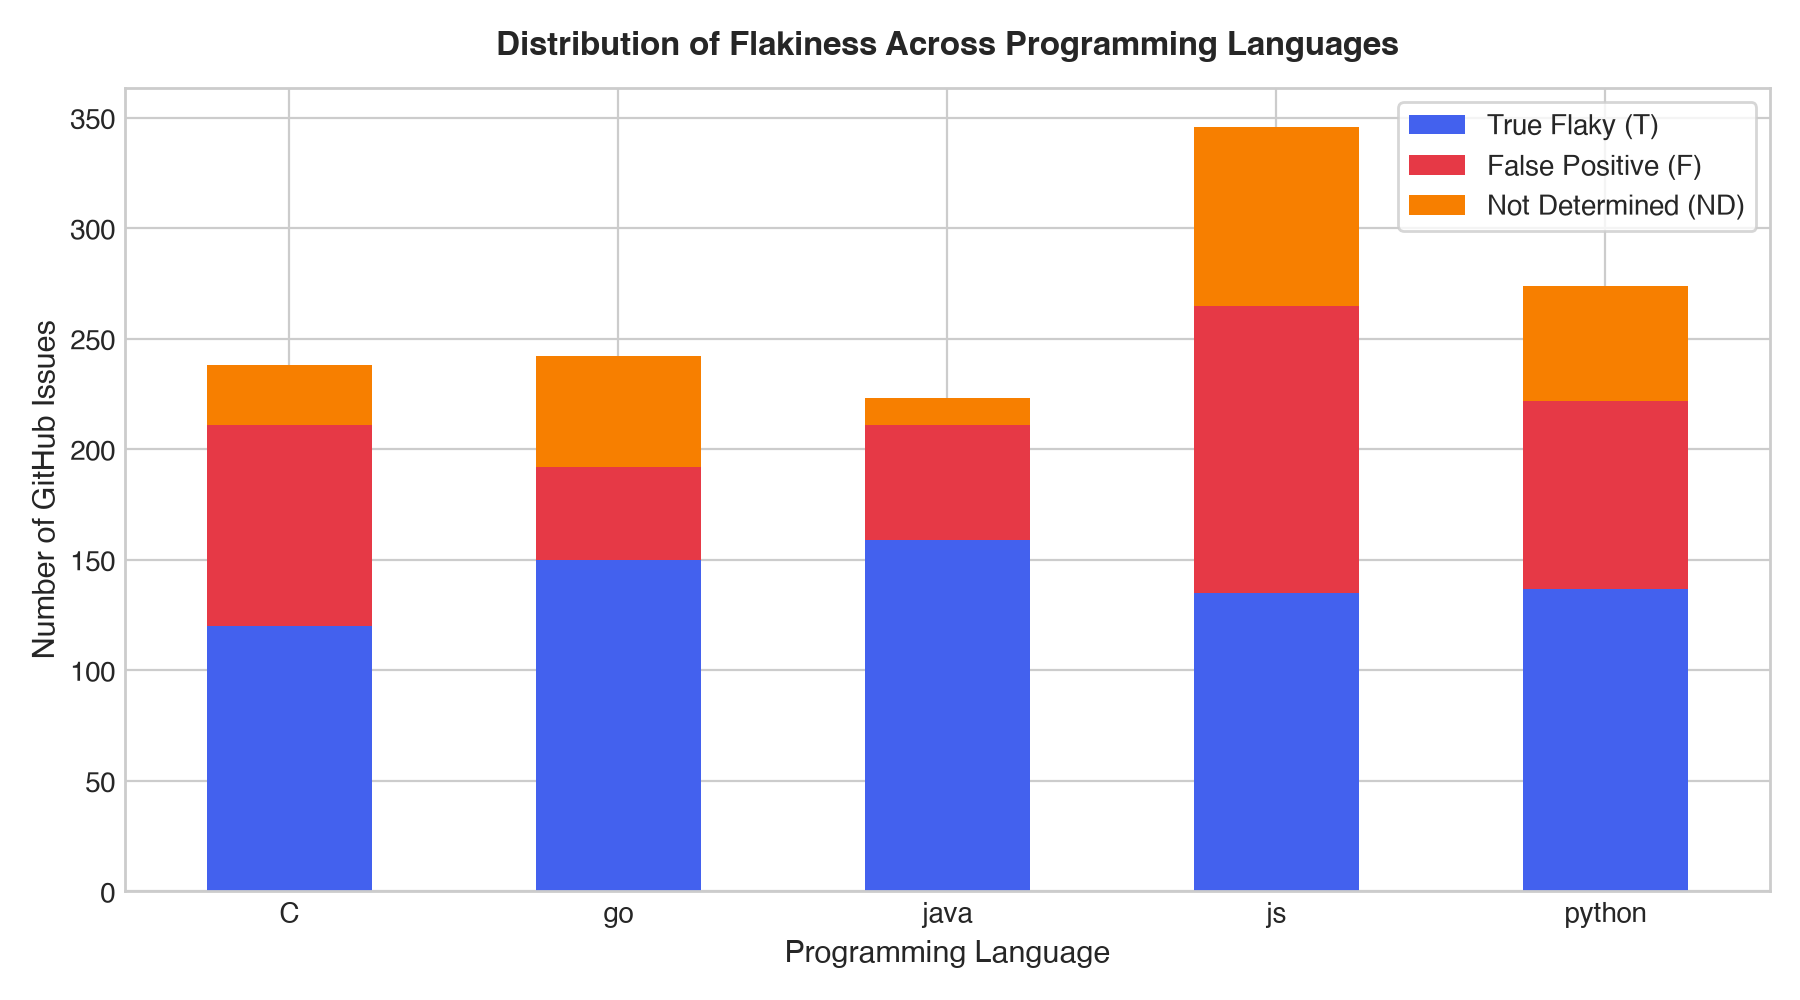 Distribution of Flakiness Across Programming Languages
350
300
250
200
150
100
50
0
Number of GitHub Issues
True Flaky (T)
False Positive (F)
Not Determined (ND)
C
go
java
js
python
Programming Language